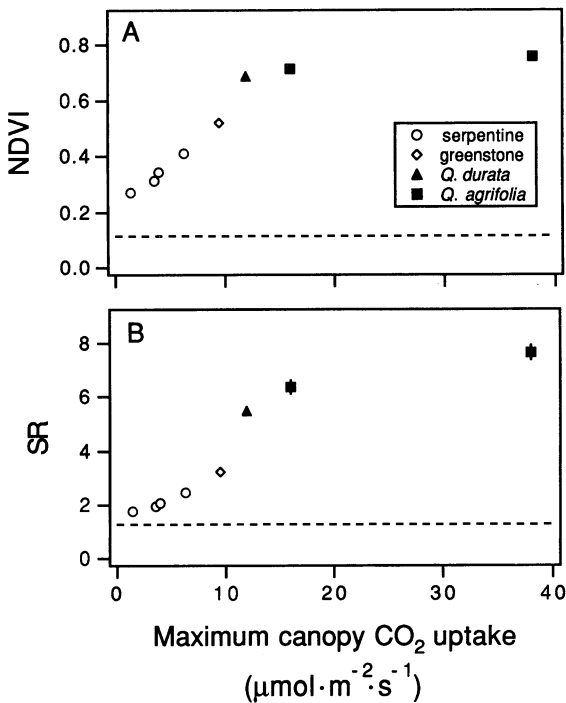 A
0.8
0.6
0.4
0.2
0.0
NDVI
serpentine
greenstone
Q. durata
Q. agrifolia
B
8
6
4
2
0
SR
0 10 20 30 40
Maximum canopy CO₂ uptake
(μmol·m⁻²·s⁻¹)